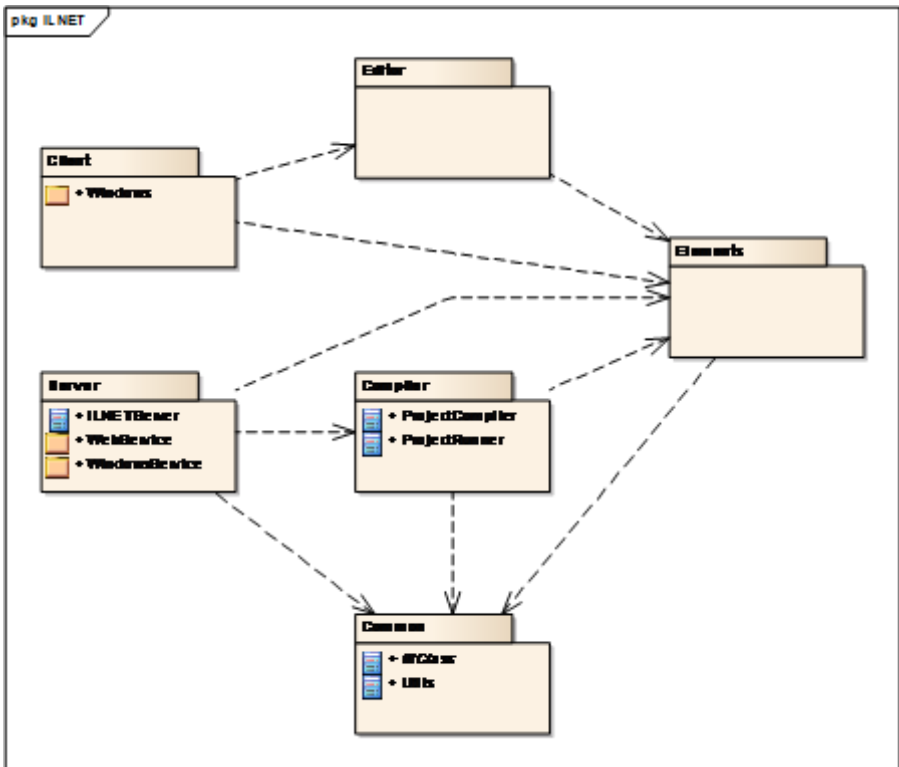 pkg ILNET
Editor
Client
+ Windows
Elements
Server
+ ILNETServer
+ WebService
+ WindowsService
Compiler
+ ProjectCompiler
+ ProjectRunner
Common
+ Utils